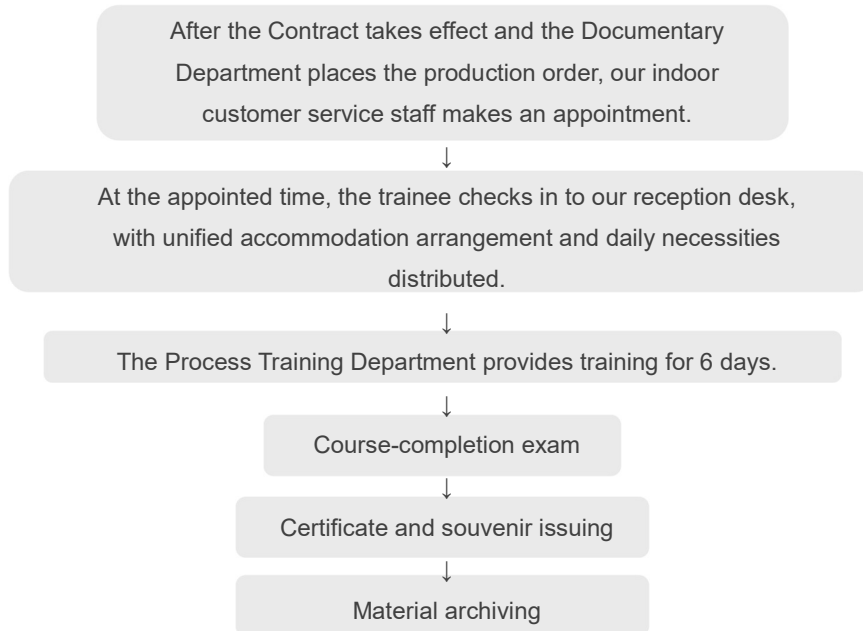 After the Contract takes effect and the Documentary
Department places the production order, our indoor
customer service staff makes an appointment.
↓
At the appointed time, the trainee checks in to our reception desk,
with unified accommodation arrangement and daily necessities
distributed.
↓
The Process Training Department provides training for 6 days.
↓
Course-completion exam
↓
Certificate and souvenir issuing
↓
Material archiving